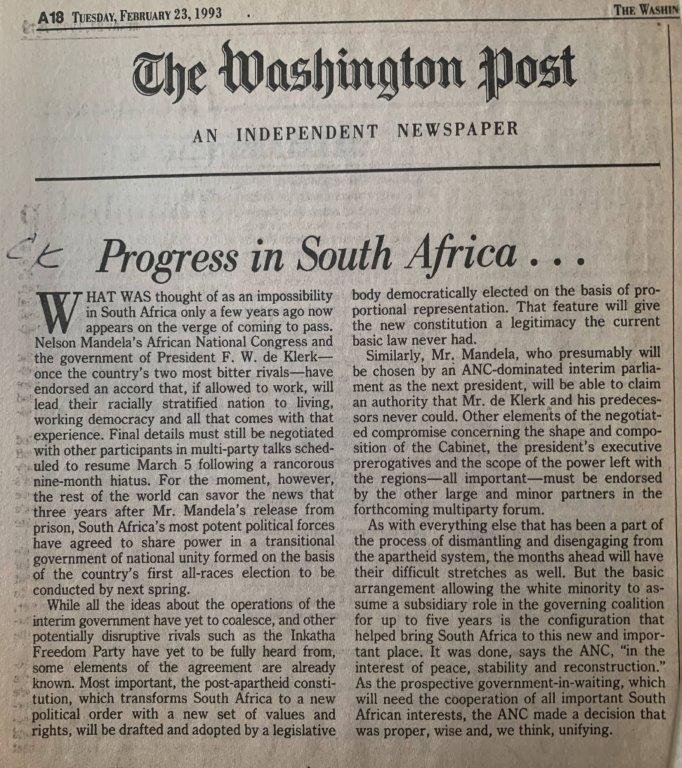 A18 TUESDAY, FEBRUARY 23, 1993
THE WASHIN
The Washington Post
AN INDEPENDENT NEWSPAPER
Progress in South Africa . . .
WHAT WAS thought of as an impossibility
in South Africa only a few years ago now
appears on the verge of coming to pass.
Nelson Mandela's African National Congress and
the government of President F. W. de Klerk—
once the country's two most bitter rivals—have
endorsed an accord that, if allowed to work, will
lead their racially stratified nation to living,
working democracy and all that comes with that
experience. Final details must still be negotiated
with other participants in multi-party talks sched-
uled to resume March 5 following a rancorous
nine-month hiatus. For the moment, however,
the rest of the world can savor the news that
three years after Mr. Mandela's release from
prison, South Africa's most potent political forces
have agreed to share power in a transitional
government of national unity formed on the basis
of the country's first all-races election to be
conducted by next spring.
While all the ideas about the operations of the
interim government have yet to coalesce, and other
potentially disruptive rivals such as the Inkatha
Freedom Party have yet to be fully heard from,
some elements of the agreement are already
known. Most important, the post-apartheid consti-
tution, which transforms South Africa to a new
political order with a new set of values and
rights, will be drafted and adopted by a legislative
body democratically elected on the basis of pro-
portional representation. That feature will give
the new constitution a legitimacy the current
basic law never had.
Similarly, Mr. Mandela, who presumably will
be chosen by an ANC-dominated interim parlia-
ment as the next president, will be able to claim
an authority that Mr. de Klerk and his predeces-
sors never could. Other elements of the negotiat-
ed compromise concerning the shape and compo-
sition of the Cabinet, the president's executive
prerogatives and the scope of the power left with
the regions—all important—must be endorsed
by the other large and minor partners in the
forthcoming multiparty forum.
As with everything else that has been a part of
the process of dismantling and disengaging from
the apartheid system, the months ahead will have
their difficult stretches as well. But the basic
arrangement allowing the white minority to as-
sume a subsidiary role in the governing coalition
for up to five years is the configuration that
helped bring South Africa to this new and impor-
tant place. It was done, says the ANC, "in the
interest of peace, stability and reconstruction."
As the prospective government-in-waiting, which
will need the cooperation of all important South
African interests, the ANC made a decision that
was proper, wise and, we think, unifying.